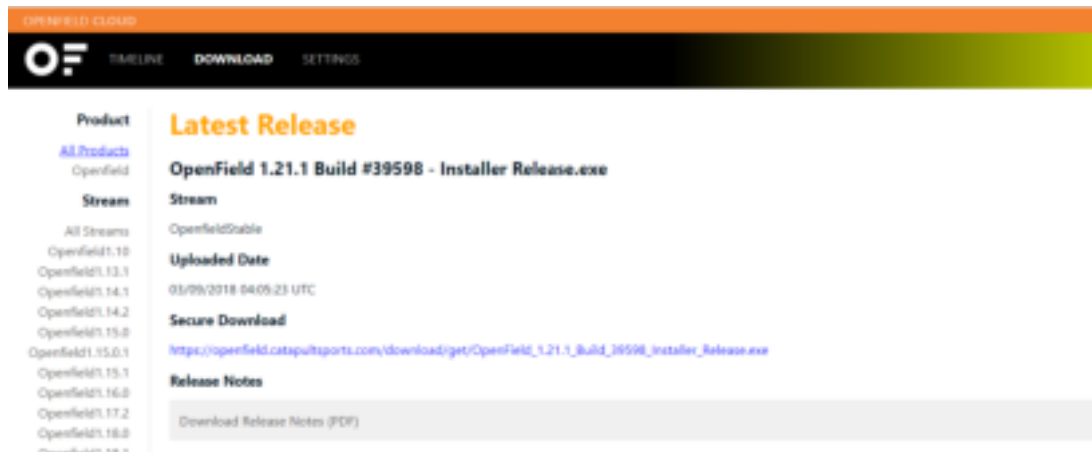 OPENFIELD CLOUD
OF TIMELINE DOWNLOAD SETTINGS
Product
All Products
Openfield
Stream
All Streams
Openfield1.10
Openfield1.13.1
Openfield1.14.1
Openfield1.14.2
Openfield1.15.0
Openfield1.15.0.1
Openfield1.15.1
Openfield1.16.0
Openfield1.17.2
Openfield1.18.0
Latest Release
OpenField 1.21.1 Build #39598 - Installer Release.exe
Stream
OpenfieldStable
Uploaded Date
03/09/2018 04:05:23 UTC
Secure Download
https://openfield.catapultsports.com/download/get/OpenField_1.21.1_Build_39598_Installer_Release.exe
Release Notes
Download Release Notes (PDF)